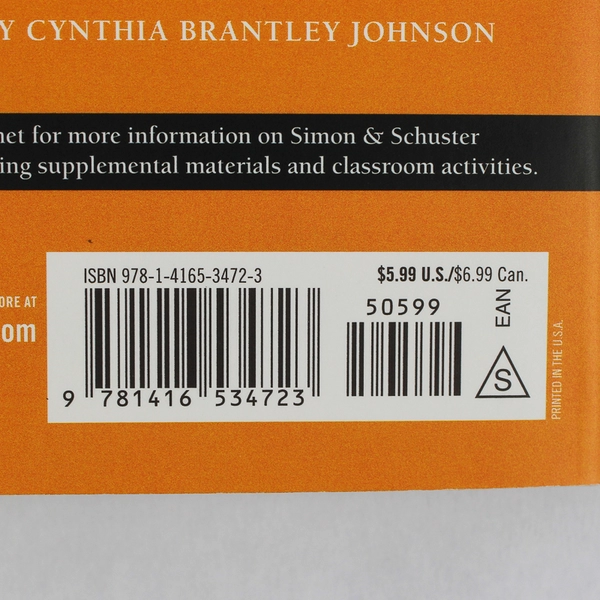 Y CYNTHIA BRANTLEY JOHNSON
net for more information on Simon & Schuster
ing supplemental materials and classroom activities.
ISBN 978-1-4165-3472-3
$5.99 U.S./$6.99 Can.
50599
EAN
ORE AT
om
S
9 781416 534723
PRINTED IN THE U.S.A.